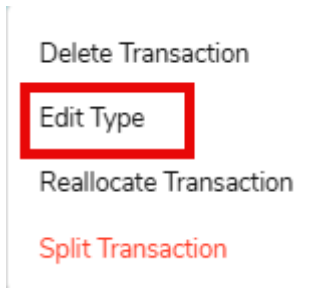 Delete Transaction
Edit Type
Reallocate Transaction
Split Transaction